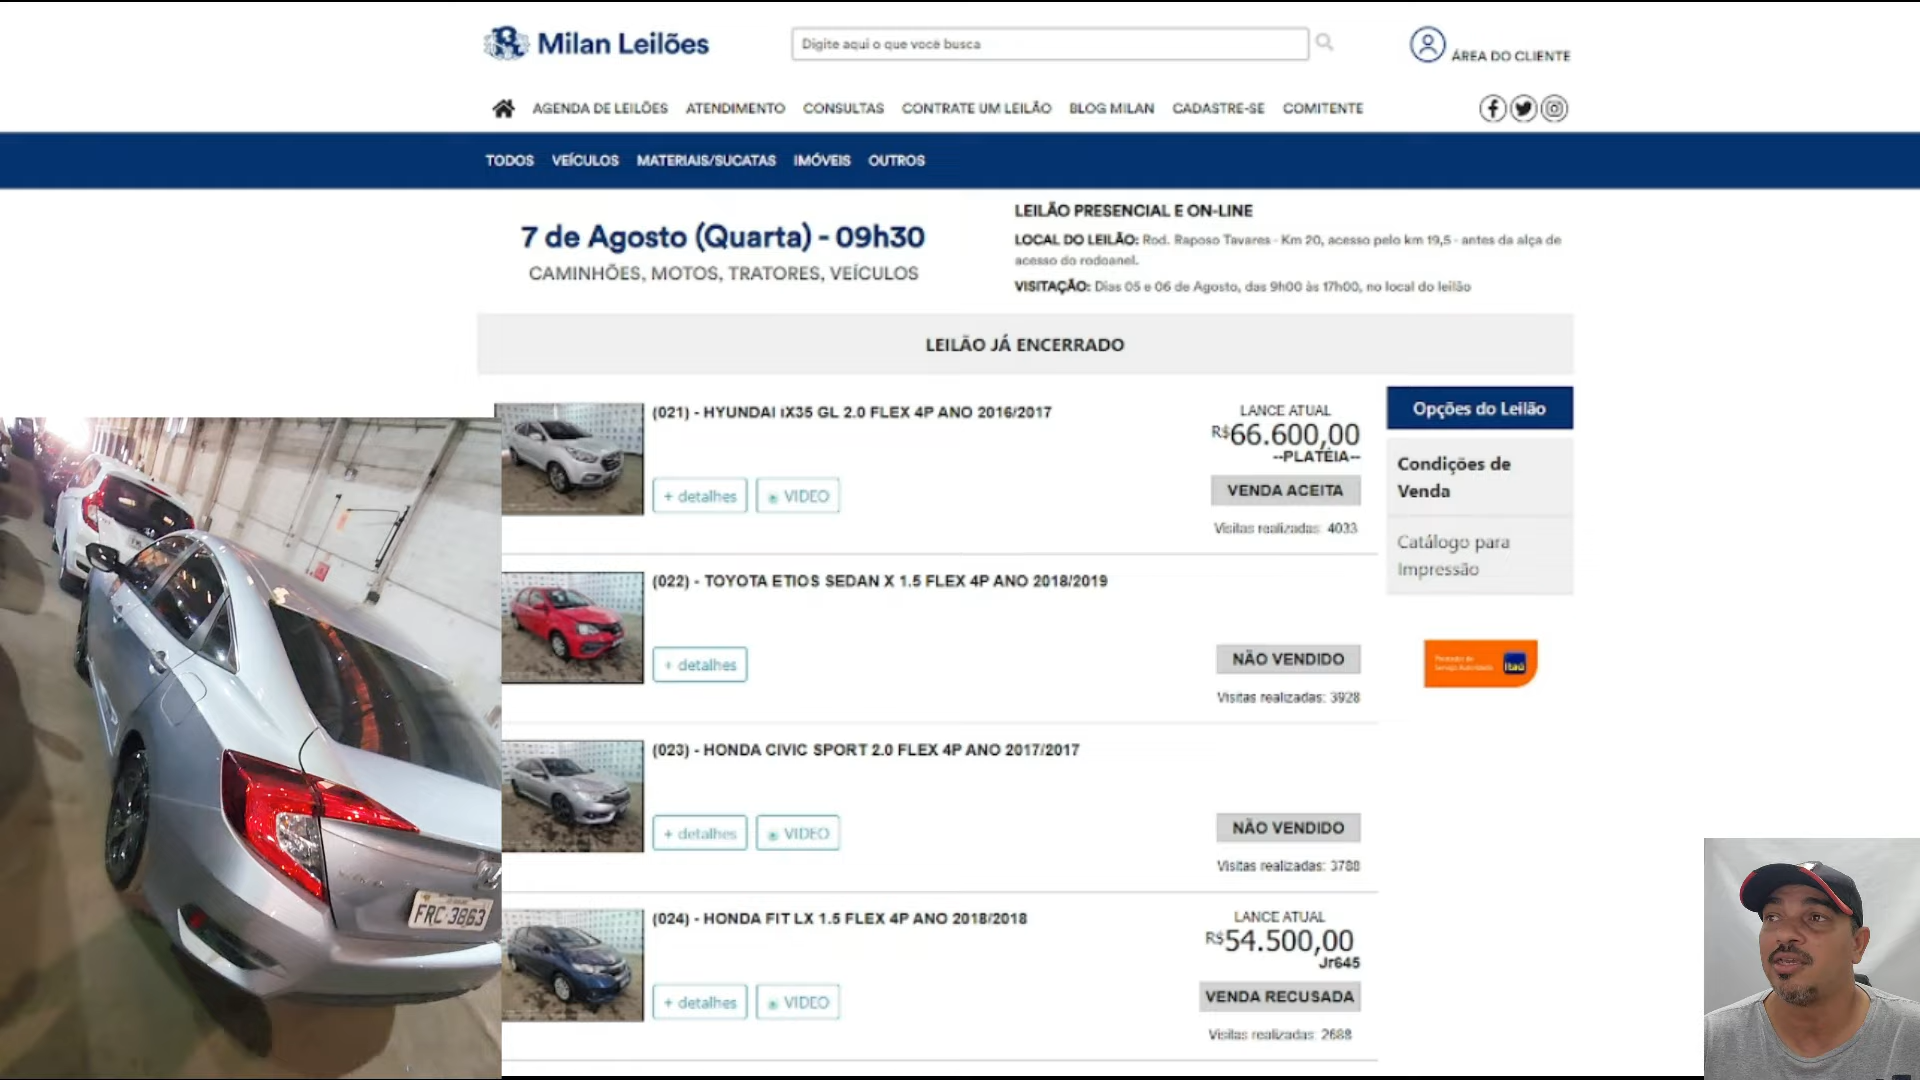 Milan Leilões
Digite aqui o que você busca
ÁREA DO CLIENTE
AGENDA DE LEILÕES ATENDIMENTO CONSULTAS CONTRATE UM LEILÃO BLOG MILAN CADASTRE-SE COMITENTE
TODOS VEÍCULOS MATERIAIS/SUCATAS IMÓVEIS OUTROS
7 de Agosto (Quarta) - 09h30
CAMINHÕES, MOTOS, TRATORES, VEÍCULOS
LEILÃO PRESENCIAL E ON-LINE
LOCAL DO LEILÃO: Rod. Raposo Tavares - Km 20, acesso pelo km 19,5 - antes da alça de
acesso do rodoanel.
VISITAÇÃO: Dias 05 e 06 de Agosto, das 9h00 às 17h00, no local do leilão
LEILÃO JÁ ENCERRADO
(021) - HYUNDAI IX35 GL 2.0 FLEX 4P ANO 2016/2017
+ detalhes VIDEO
LANCE ATUAL
R$66.600,00
--PLATÉIA--
VENDA ACEITA
Visitas realizadas: 4033
(022) - TOYOTA ETIOS SEDAN X 1.5 FLEX 4P ANO 2018/2019
+ detalhes
NÃO VENDIDO
Visitas realizadas: 3928
(023) - HONDA CIVIC SPORT 2.0 FLEX 4P ANO 2017/2017
+ detalhes VIDEO
NÃO VENDIDO
Visitas realizadas: 3788
(024) - HONDA FIT LX 1.5 FLEX 4P ANO 2018/2018
+ detalhes VIDEO
LANCE ATUAL
R$54.500,00
Jr645
VENDA RECUSADA
Visitas realizadas: 2688
Opções do Leilão
Condições de
Venda
Catálogo para
Impressão
Prestador de
Serviço Autorizado
Itaú
CIVIC
FRC-3863